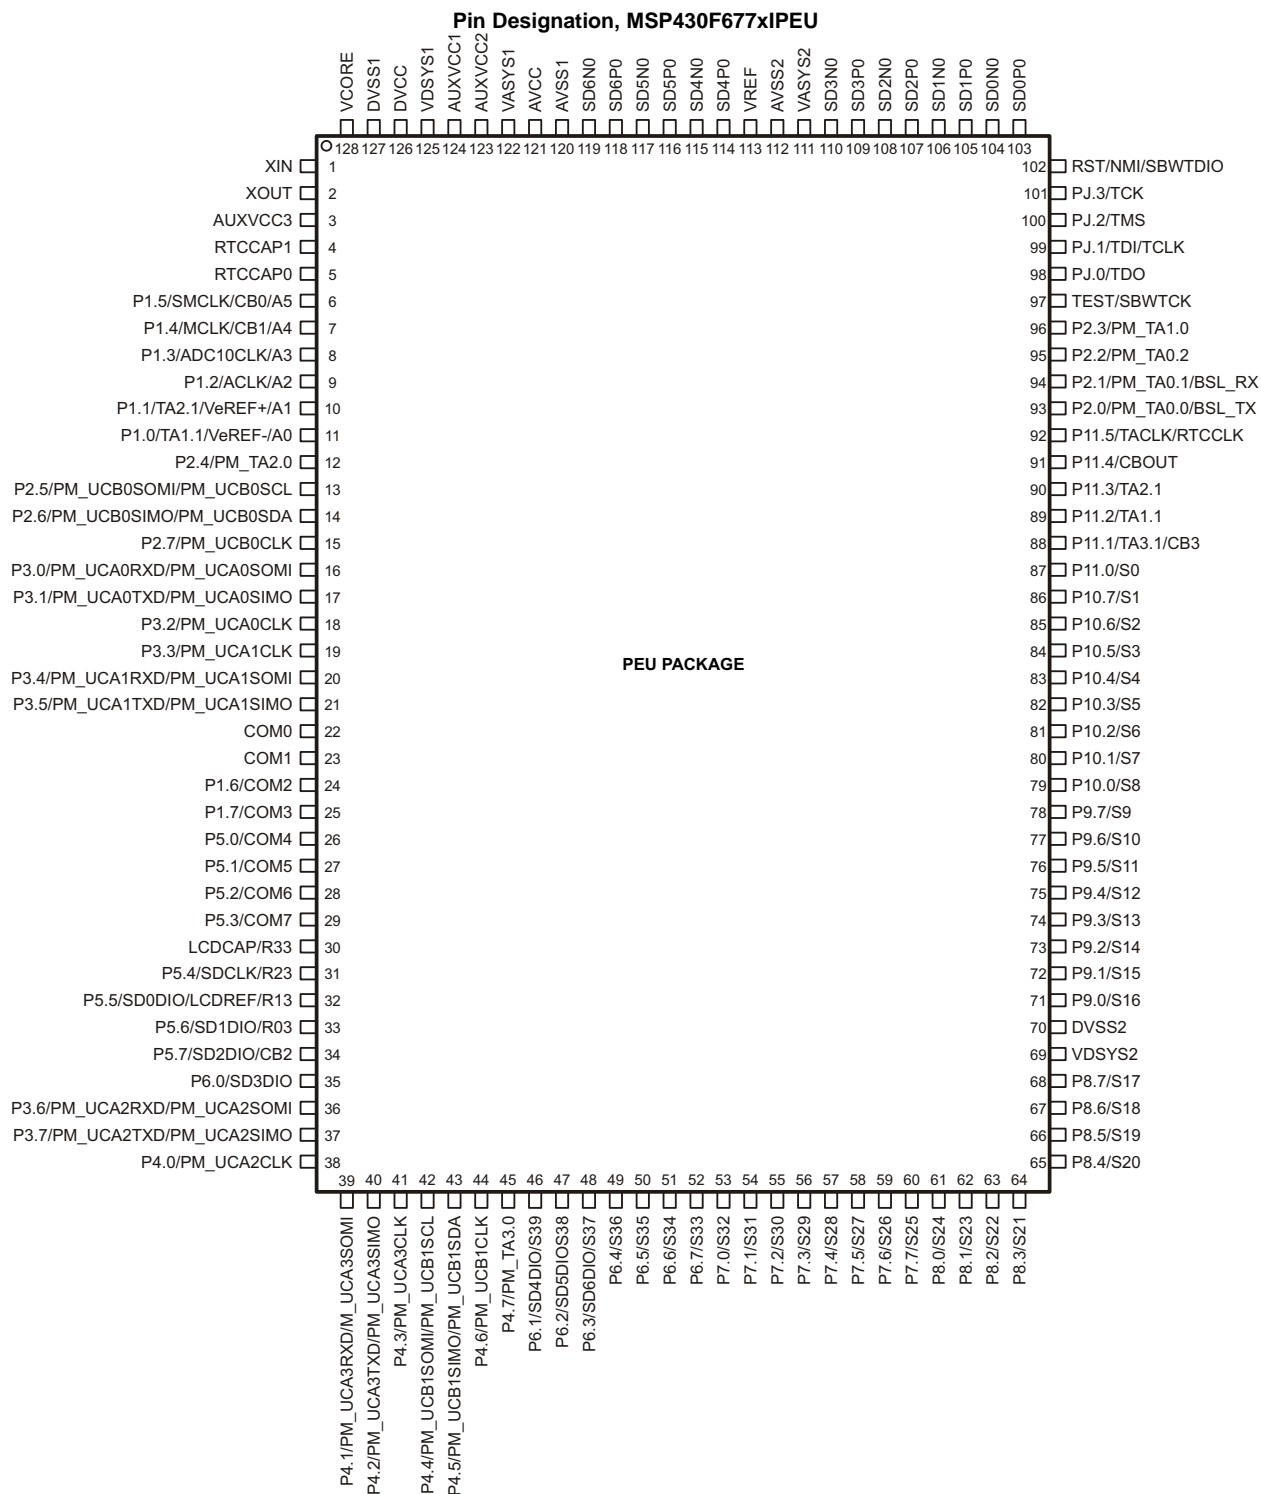 Pin Designation, MSP430F677xIPEU
VCORE
DVSS1
DVCC
VDSYS1
AUXVCC1
AUXVCC2
VASYS1
AVCC
AVSS1
SD6N0
SD6P0
SD5N0
SD5P0
SD4N0
SD4P0
VREF
AVSS2
VASYS2
SD3N0
SD3P0
SD2N0
SD2P0
SD1N0
SD1P0
SD0N0
SD0P0
128 127 126 125 124 123 122 121 120 119 118 117 116 115 114 113 112 111 110 109 108 107 106 105 104 103
XIN 1
XOUT 2
AUXVCC3 3
RTCCAP1 4
RTCCAP0 5
P1.5/SMCLK/CB0/A5 6
P1.4/MCLK/CB1/A4 7
P1.3/ADC10CLK/A3 8
P1.2/ACLK/A2 9
P1.1/TA2.1/VeREF+/A1 10
P1.0/TA1.1/VeREF-/A0 11
P2.4/PM_TA2.0 12
P2.5/PM_UCB0SOMI/PM_UCB0SCL 13
P2.6/PM_UCB0SIMO/PM_UCB0SDA 14
P2.7/PM_UCB0CLK 15
P3.0/PM_UCA0RXD/PM_UCA0SOMI 16
P3.1/PM_UCA0TXD/PM_UCA0SIMO 17
P3.2/PM_UCA0CLK 18
P3.3/PM_UCA1CLK 19
P3.4/PM_UCA1RXD/PM_UCA1SOMI 20
P3.5/PM_UCA1TXD/PM_UCA1SIMO 21
COM0 22
COM1 23
P1.6/COM2 24
P1.7/COM3 25
P5.0/COM4 26
P5.1/COM5 27
P5.2/COM6 28
P5.3/COM7 29
LCDCAP/R33 30
P5.4/SDCLK/R23 31
P5.5/SD0DIO/LCDREF/R13 32
P5.6/SD1DIO/R03 33
P5.7/SD2DIO/CB2 34
P6.0/SD3DIO 35
P3.6/PM_UCA2RXD/PM_UCA2SOMI 36
P3.7/PM_UCA2TXD/PM_UCA2SIMO 37
P4.0/PM_UCA2CLK 38
PEU PACKAGE
102 RST/NMI/SBWTDIO
101 PJ.3/TCK
100 PJ.2/TMS
99 PJ.1/TDI/TCLK
98 PJ.0/TDO
97 TEST/SBWTCK
96 P2.3/PM_TA1.0
95 P2.2/PM_TA0.2
94 P2.1/PM_TA0.1/BSL_RX
93 P2.0/PM_TA0.0/BSL_TX
92 P11.5/TACLK/RTCCLK
91 P11.4/CBOUT
90 P11.3/TA2.1
89 P11.2/TA1.1
88 P11.1/TA3.1/CB3
87 P11.0/S0
86 P10.7/S1
85 P10.6/S2
84 P10.5/S3
83 P10.4/S4
82 P10.3/S5
81 P10.2/S6
80 P10.1/S7
79 P10.0/S8
78 P9.7/S9
77 P9.6/S10
76 P9.5/S11
75 P9.4/S12
74 P9.3/S13
73 P9.2/S14
72 P9.1/S15
71 P9.0/S16
70 DVSS2
69 VDSYS2
68 P8.7/S17
67 P8.6/S18
66 P8.5/S19
65 P8.4/S20
39 40 41 42 43 44 45 46 47 48 49 50 51 52 53 54 55 56 57 58 59 60 61 62 63 64
P4.1/PM_UCA3RXD/M_UCA3SOMI
P4.2/PM_UCA3TXD/PM_UCA3SIMO
P4.3/PM_UCA3CLK
P4.4/PM_UCB1SOMI/PM_UCB1SCL
P4.5/PM_UCB1SIMO/PM_UCB1SDA
P4.6/PM_UCB1CLK
P4.7/PM_TA3.0
P6.1/SD4DIO/S39
P6.2/SD5DIOS38
P6.3/SD6DIO/S37
P6.4/S36
P6.5/S35
P6.6/S34
P6.7/S33
P7.0/S32
P7.1/S31
P7.2/S30
P7.3/S29
P7.4/S28
P7.5/S27
P7.6/S26
P7.7/S25
P8.0/S24
P8.1/S23
P8.2/S22
P8.3/S21